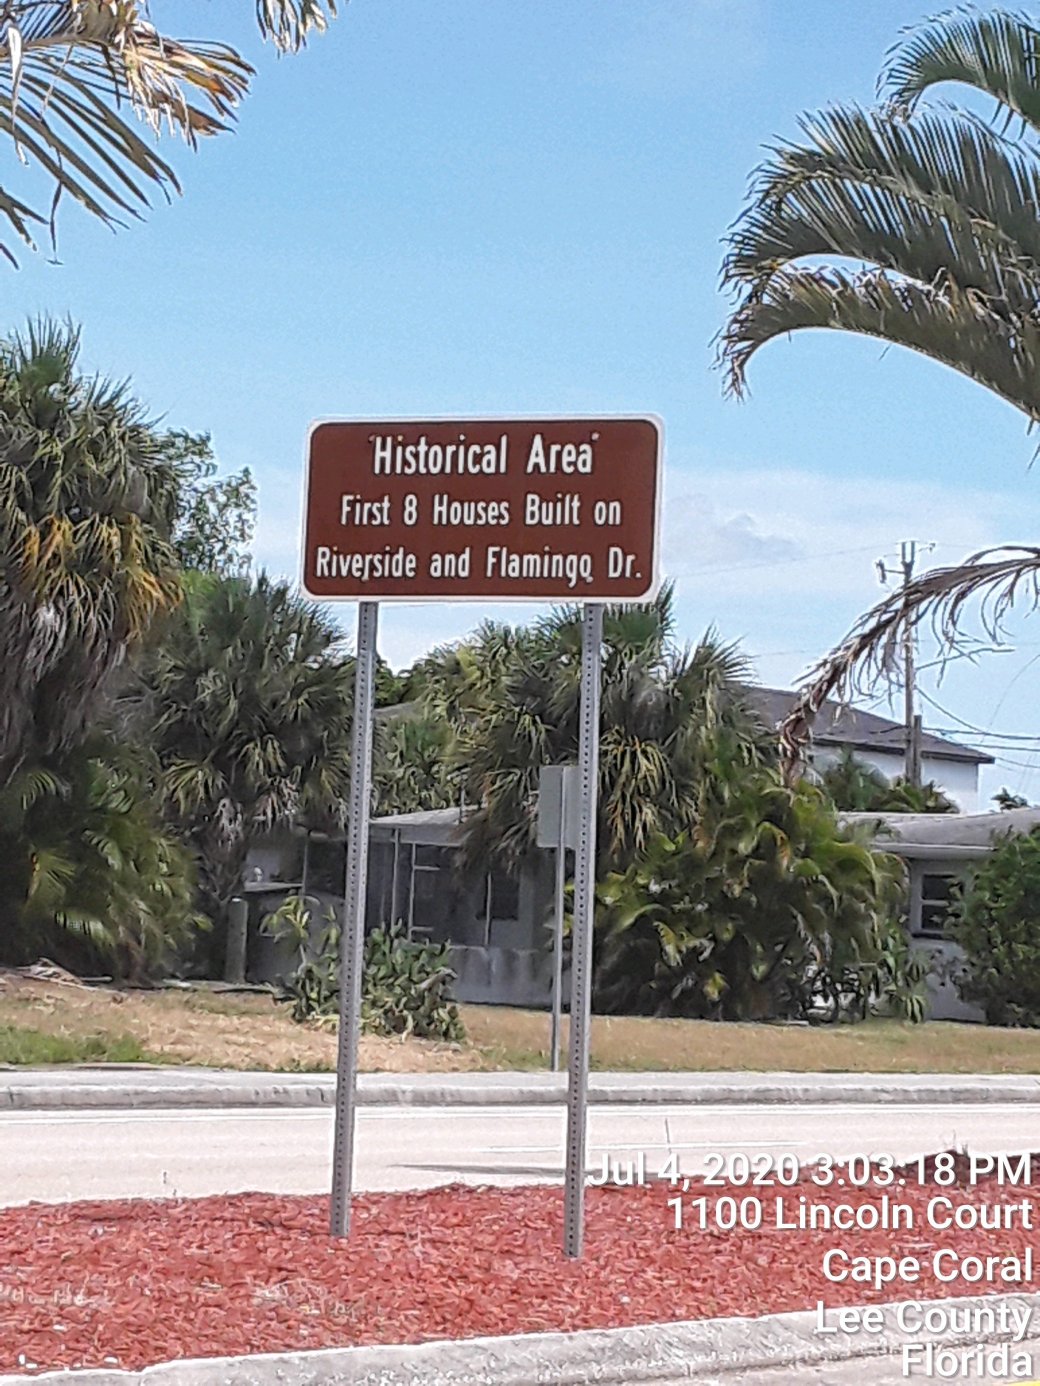 "Historical Area"
First 8 Houses Built on
Riverside and Flamingo Dr.
Jul 4, 2020 3:03:18 PM
1100 Lincoln Court
Cape Coral
Lee County
Florida